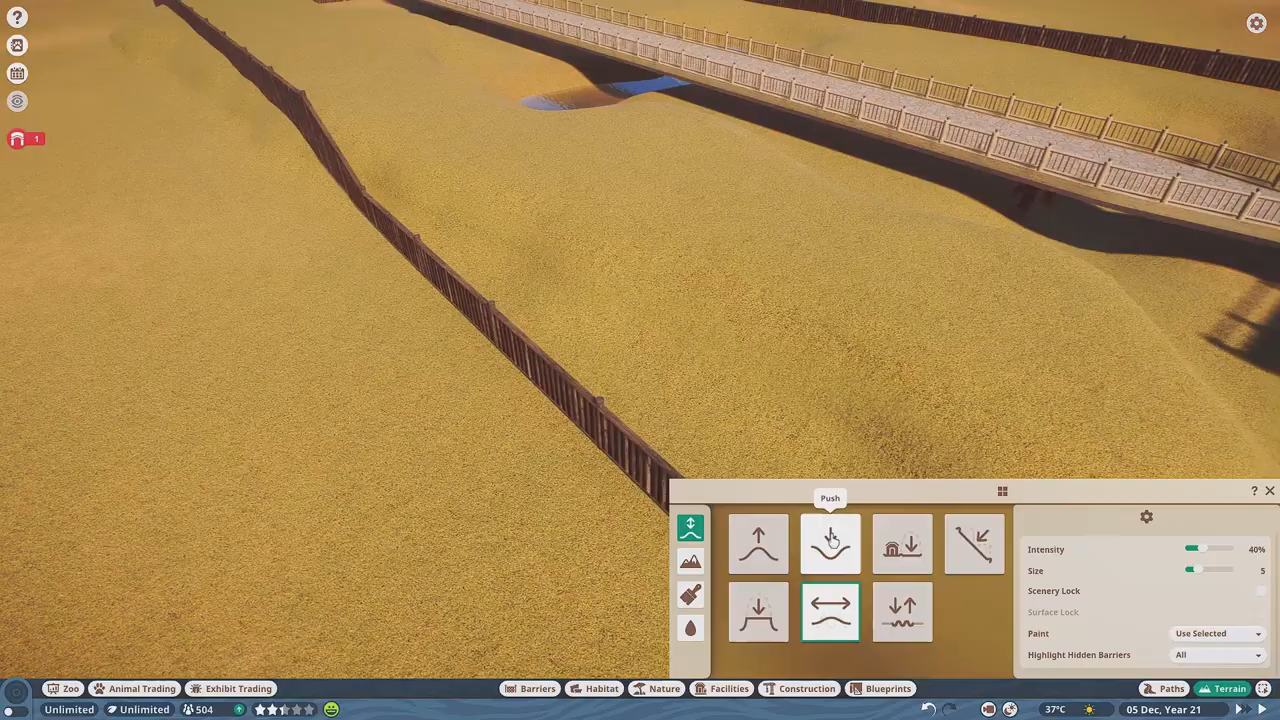 ?
1
Push
?
Intensity 40%
Size 5
Scenery Lock
Surface Lock
Paint Use Selected
Highlight Hidden Barriers All
Zoo Animal Trading Exhibit Trading Barriers Habitat Nature Facilities Construction Blueprints Paths Terrain
Unlimited Unlimited 504 37°C 05 Dec, Year 21